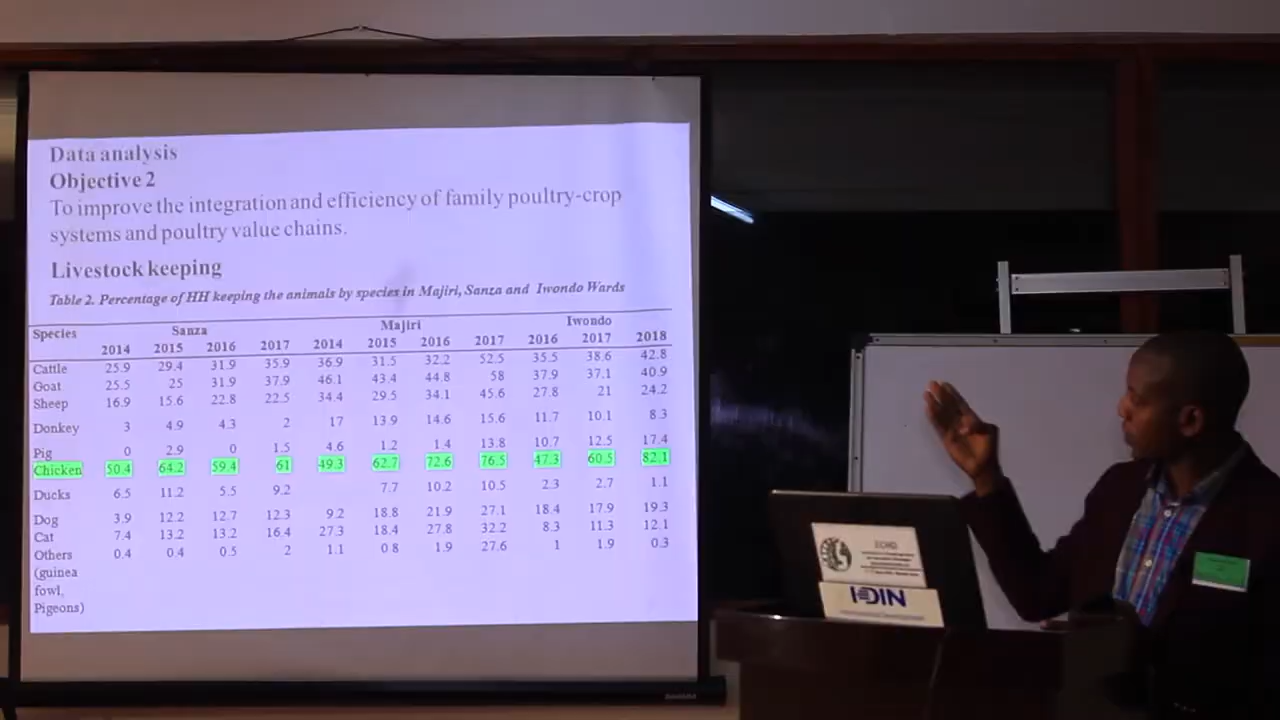 Data analysis
Objective 2
To improve the integration and efficiency of family poultry-crop
systems and poultry value chains.
Livestock keeping
Table 2. Percentage of HH keeping the animals by species in Majiri, Sanza and Iwondo Wards
Species Sanza Majiri Iwondo
2014 2015 2016 2017 2014 2015 2016 2017 2016 2017 2018
Cattle 25.9 29.4 31.9 35.9 36.9 31.5 32.2 52.5 35.5 38.6 42.8
Goat 25.5 25 31.9 37.9 46.1 43.4 44.8 58 37.9 37.1 40.9
Sheep 16.9 15.6 22.8 22.5 34.4 29.5 34.1 45.6 27.8 21 24.2
Donkey 3 4.9 4.3 2 17 13.9 14.6 15.6 11.7 10.1 8.3
Pig 0 2.9 0 1.5 4.6 1.2 1.4 13.8 10.7 12.5 17.4
Chicken 50.4 64.2 59.4 61 49.3 62.7 72.6 76.5 47.3 60.5 82.1
Ducks 6.5 11.2 5.5 9.2 7.7 10.2 10.5 2.3 2.7 1.1
Dog 3.9 12.2 12.7 12.3 9.2 18.8 21.9 27.1 18.4 17.9 19.3
Cat 7.4 13.2 13.2 16.4 27.3 18.4 27.8 32.2 8.3 11.3 12.1
Others 0.4 0.4 0.5 2 1.1 0 8 1.9 27.6 1 1.9 0.3
(guinea
fowl,
Pigeons)
ECHO